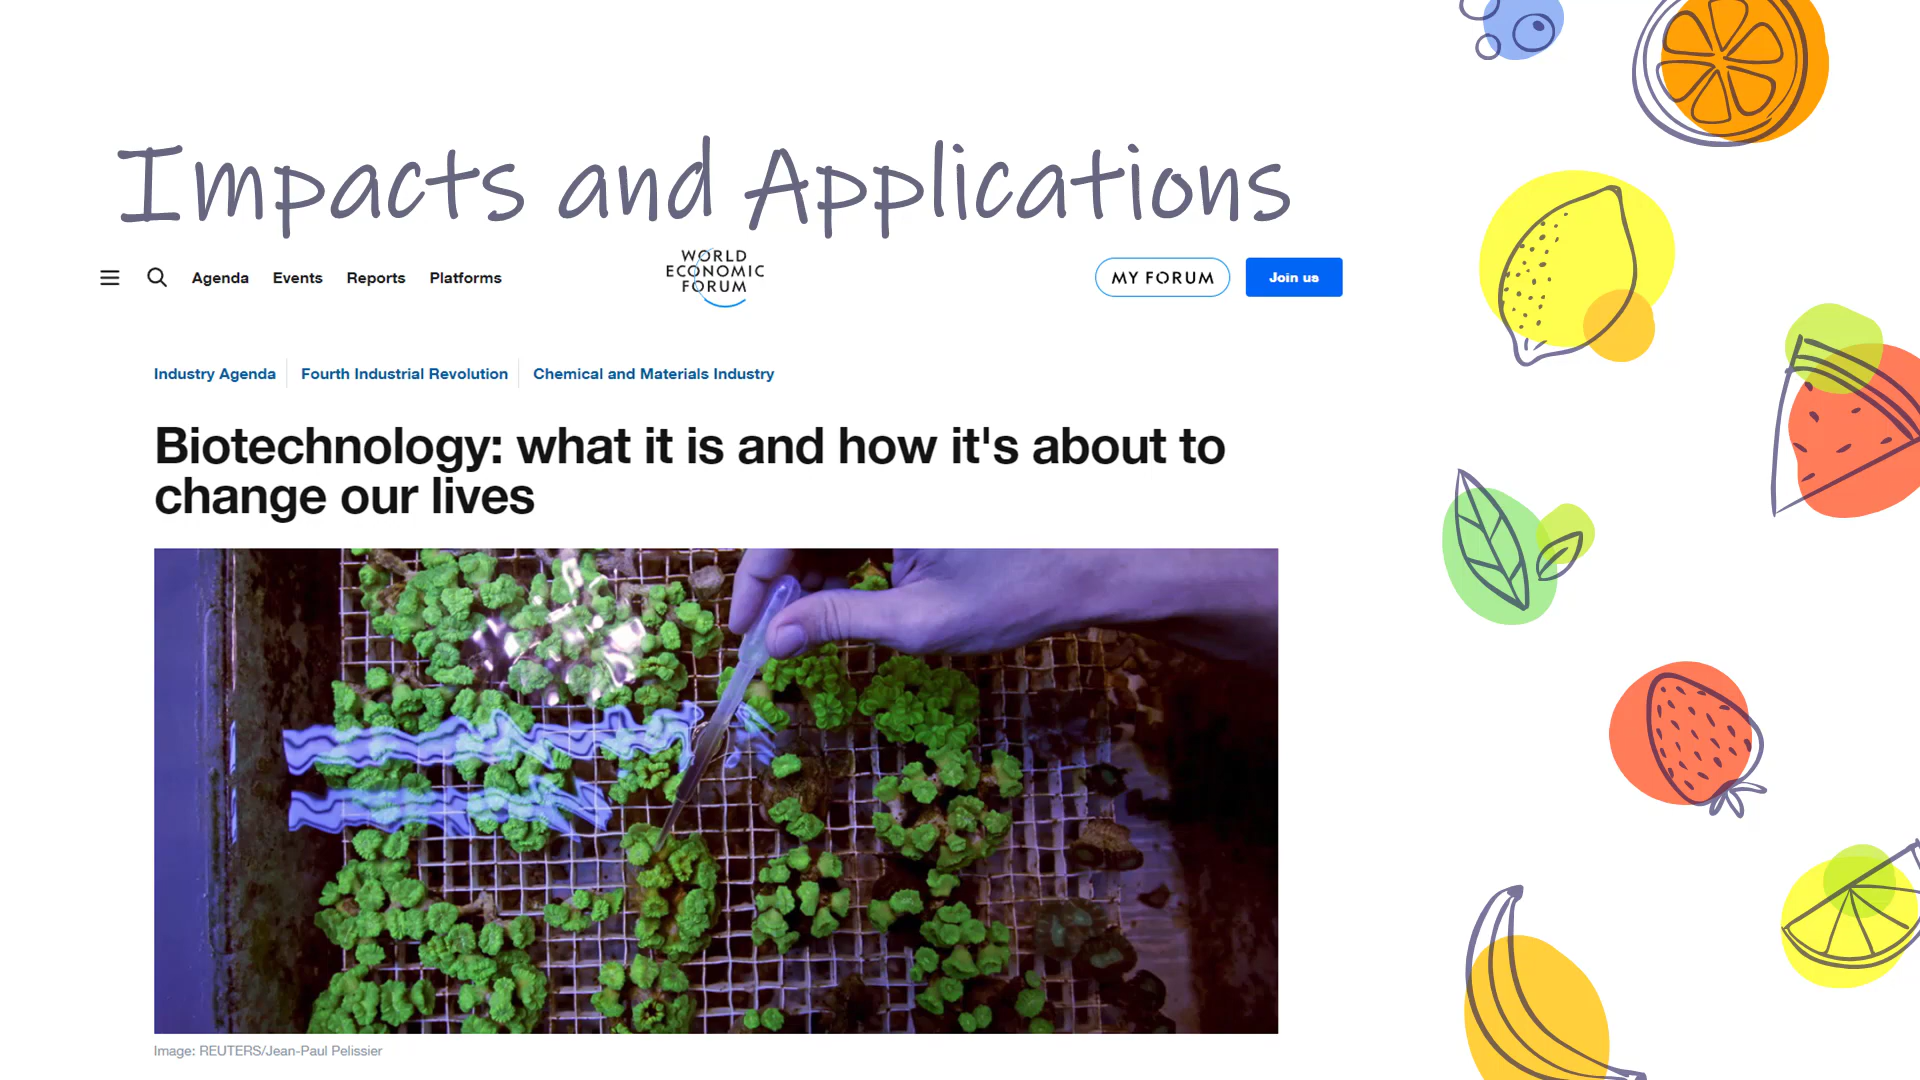 Impacts and Applications
Agenda Events Reports Platforms
WORLD
ECONOMIC
FORUM
MY FORUM
Join us
Industry Agenda
Fourth Industrial Revolution
Chemical and Materials Industry
Biotechnology: what it is and how it's about to
change our lives
Image: REUTERS/Jean-Paul Pelissier